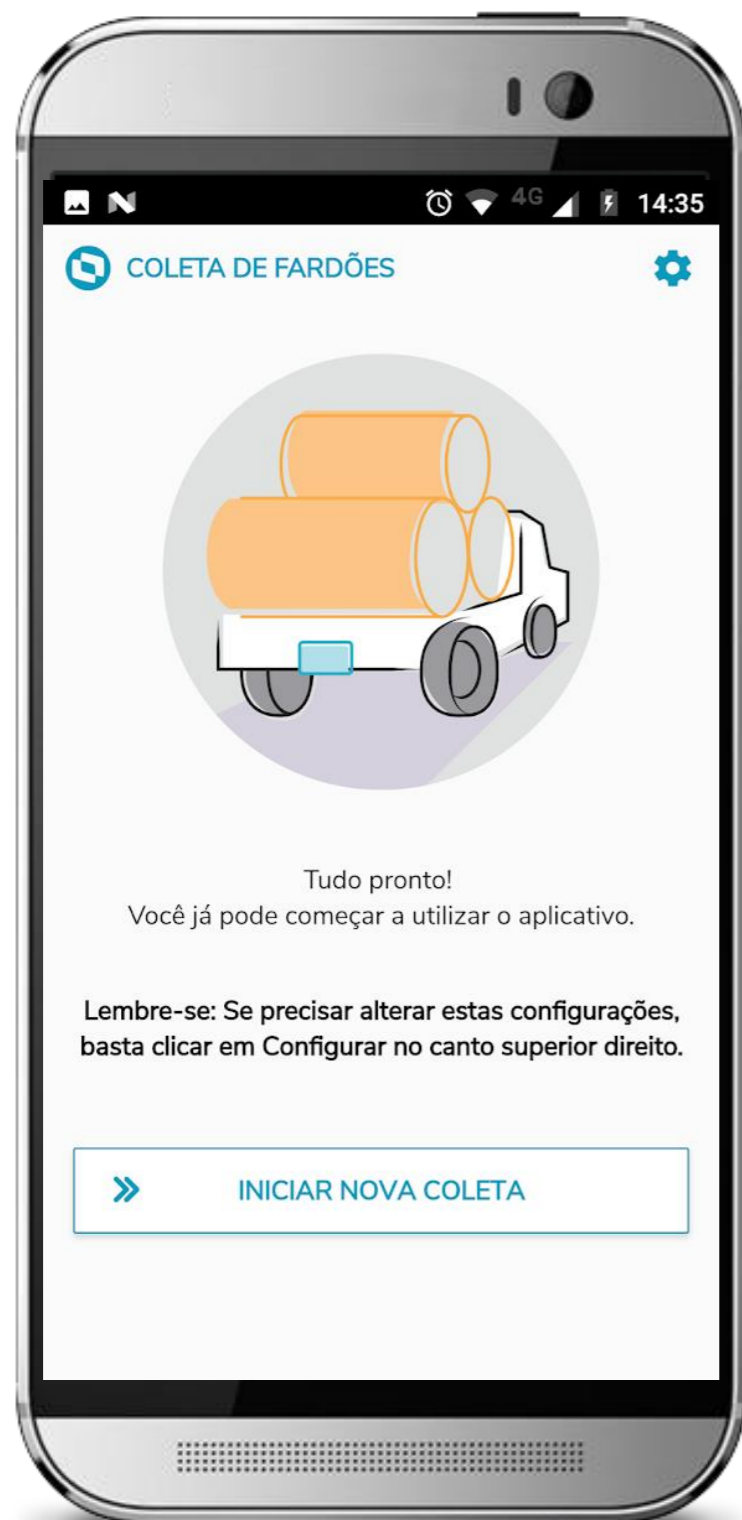 4G 14:35
COLETA DE FARDÕES
Tudo pronto!
Você já pode começar a utilizar o aplicativo.
Lembre-se: Se precisar alterar estas configurações,
basta clicar em Configurar no canto superior direito.
INICIAR NOVA COLETA